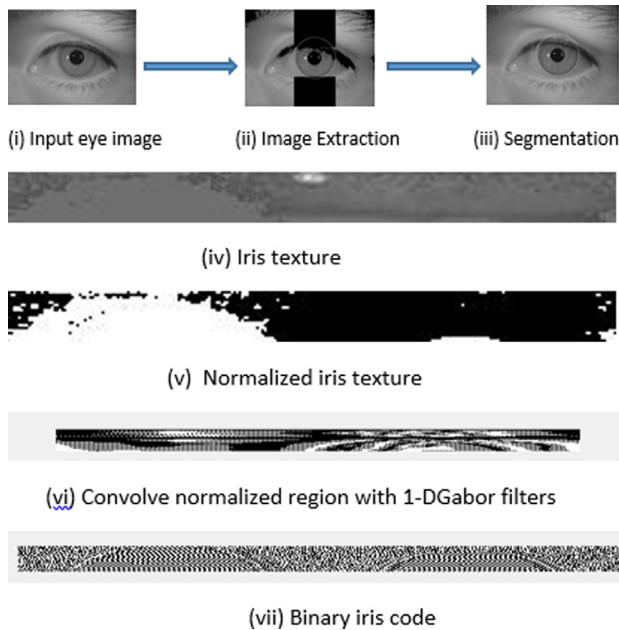 (i) Input eye image (ii) Image Extraction (iii) Segmentation
(iv) Iris texture
(v) Normalized iris texture
(vi) Convolve normalized region with 1-DGabor filters
(vii) Binary iris code